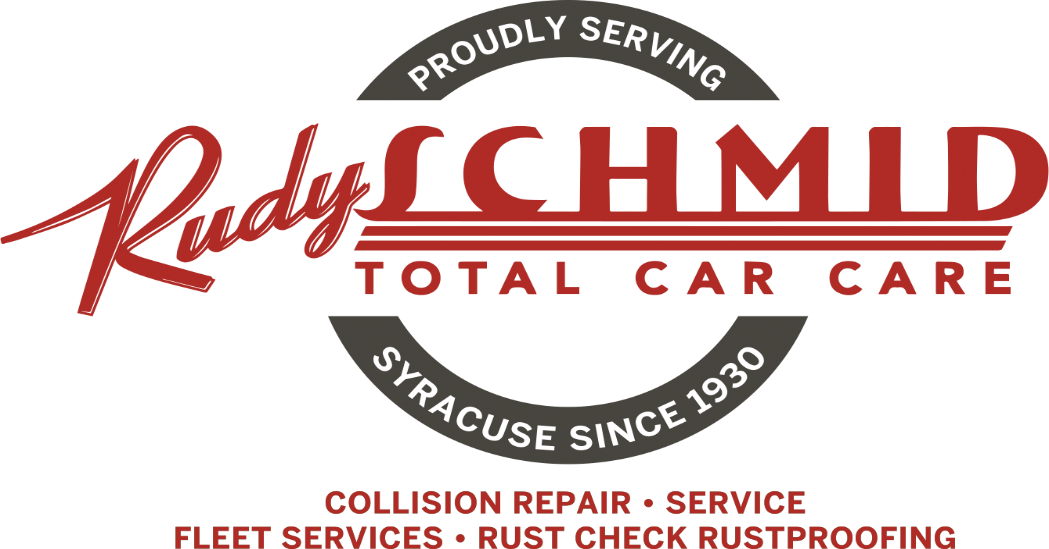 PROUDLY SERVING
Rudy SCHMID
TOTAL CAR CARE
SYRACUSE SINCE 1930
COLLISION REPAIR • SERVICE
FLEET SERVICES • RUST CHECK RUSTPROOFING